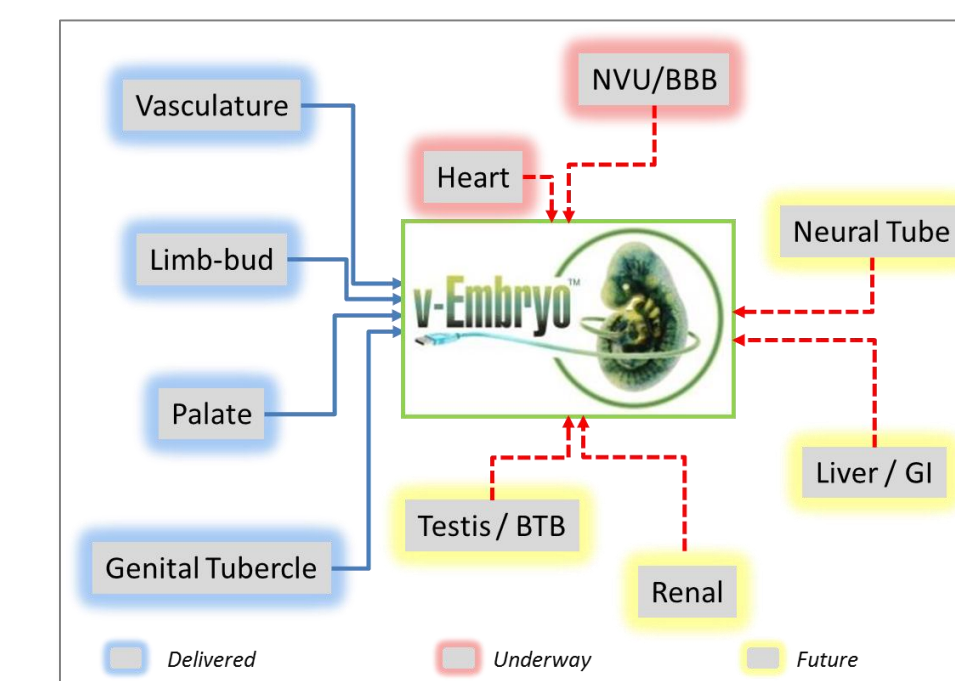 NVU/BBB
Vasculature
Heart
Neural Tube
Limb-bud
v-Embryo™
Palate
Liver / GI
Testis / BTB
Genital Tubercle
Renal
Delivered
Underway
Future